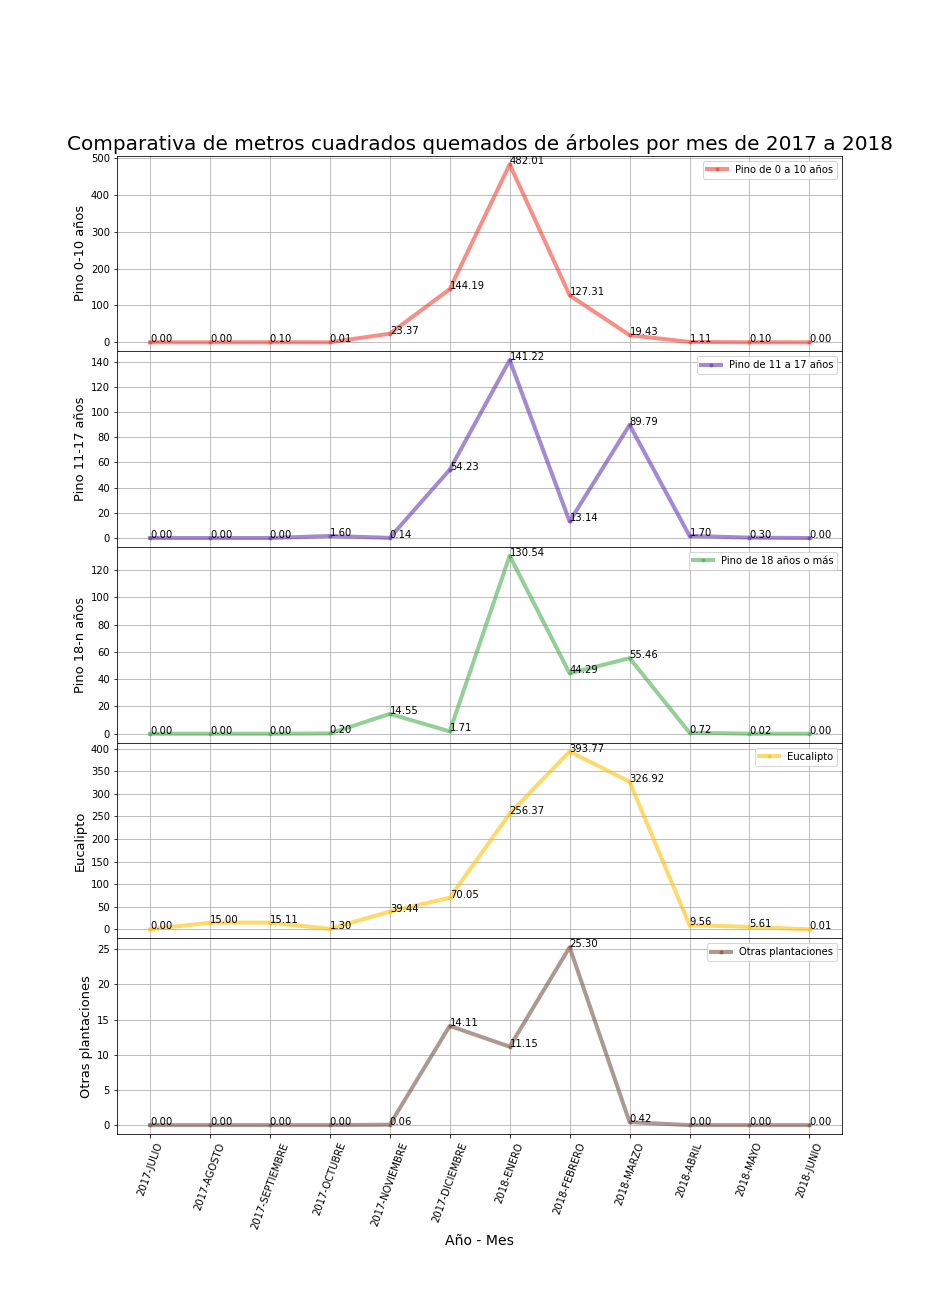 Comparativa de metros cuadrados quemados de árboles por mes de 2017 a 2018
Pino 0-10 años
500
400
300
200
100
0
Pino de 0 a 10 años
0.00 0.00 0.10 0.01 23.37 144.19 482.01 127.31 19.43 1.11 0.10 0.00
Pino 11-17 años
140
120
100
80
60
40
20
0
Pino de 11 a 17 años
0.00 0.00 0.00 1.60 0.14 54.23 141.22 13.14 89.79 1.70 0.30 0.00
Pino 18-n años
120
100
80
60
40
20
0
Pino de 18 años o más
0.00 0.00 0.00 0.20 14.55 1.71 130.54 44.29 55.46 0.72 0.02 0.00
Eucalipto
400
350
300
250
200
150
100
50
0
Eucalipto
0.00 15.00 15.11 1.30 39.44 70.05 256.37 393.77 326.92 9.56 5.61 0.01
Otras plantaciones
25
20
15
10
5
0
Otras plantaciones
0.00 0.00 0.00 0.00 0.06 14.11 11.15 25.30 0.42 0.00 0.00 0.00
2017-JULIO
2017-AGOSTO
2017-SEPTIEMBRE
2017-OCTUBRE
2017-NOVIEMBRE
2017-DICIEMBRE
2018-ENERO
2018-FEBRERO
2018-MARZO
2018-ABRIL
2018-MAYO
2018-JUNIO
Año - Mes